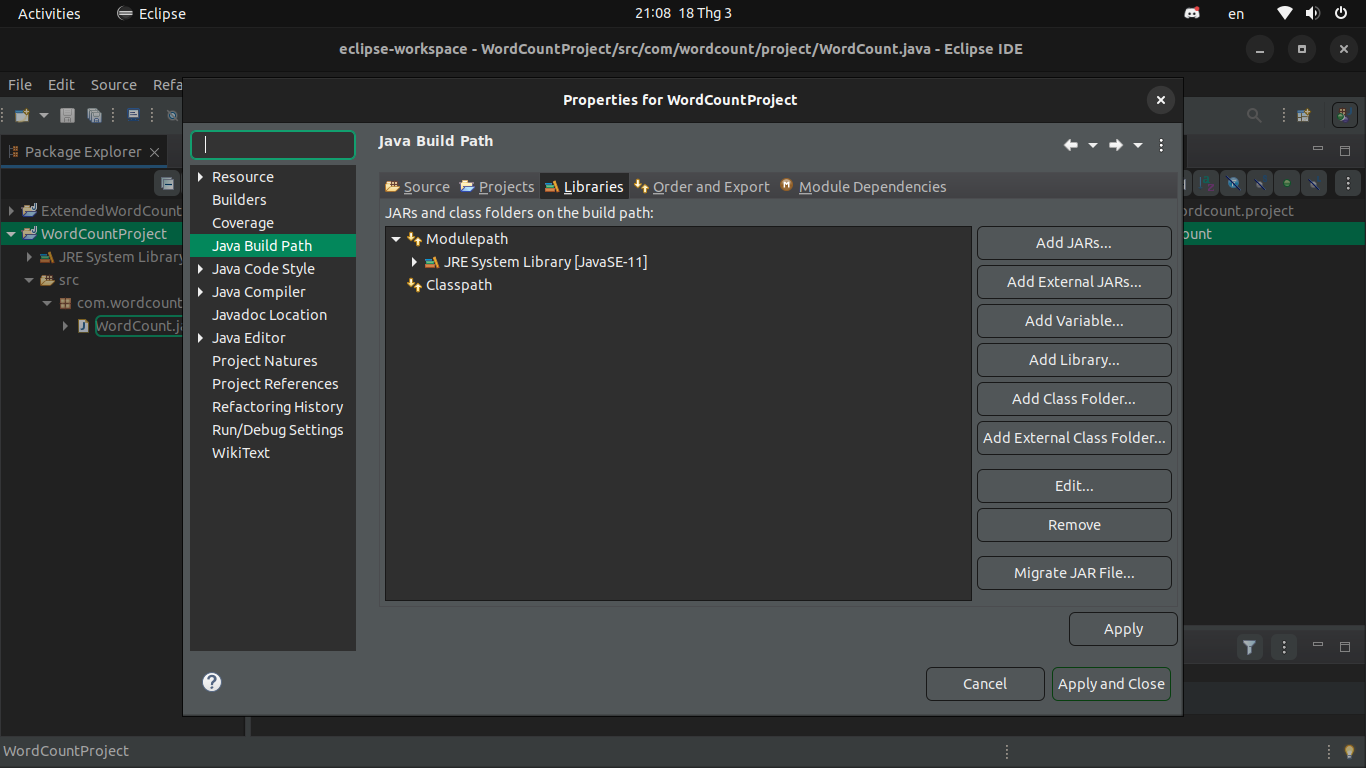 Activities Eclipse 21:08 18 Thg 3 en
eclipse-workspace - WordCountProject/src/com/wordcount/project/WordCount.java - Eclipse IDE
File Edit Source Refa
Properties for WordCountProject
Package Explorer
ExtendedWordCount
WordCountProject
JRE System Library
src
com.wordcount
WordCount.ja
Resource
Builders
Coverage
Java Build Path
Java Code Style
Java Compiler
Javadoc Location
Java Editor
Project Natures
Project References
Refactoring History
Run/Debug Settings
WikiText
Java Build Path
Source Projects Libraries Order and Export Module Dependencies
JARs and class folders on the build path:
Modulepath
JRE System Library [JavaSE-11]
Classpath
Add JARs...
Add External JARs...
Add Variable...
Add Library...
Add Class Folder...
Add External Class Folder...
Edit...
Remove
Migrate JAR File...
Apply
Cancel Apply and Close
ordcount.project
ount
WordCountProject